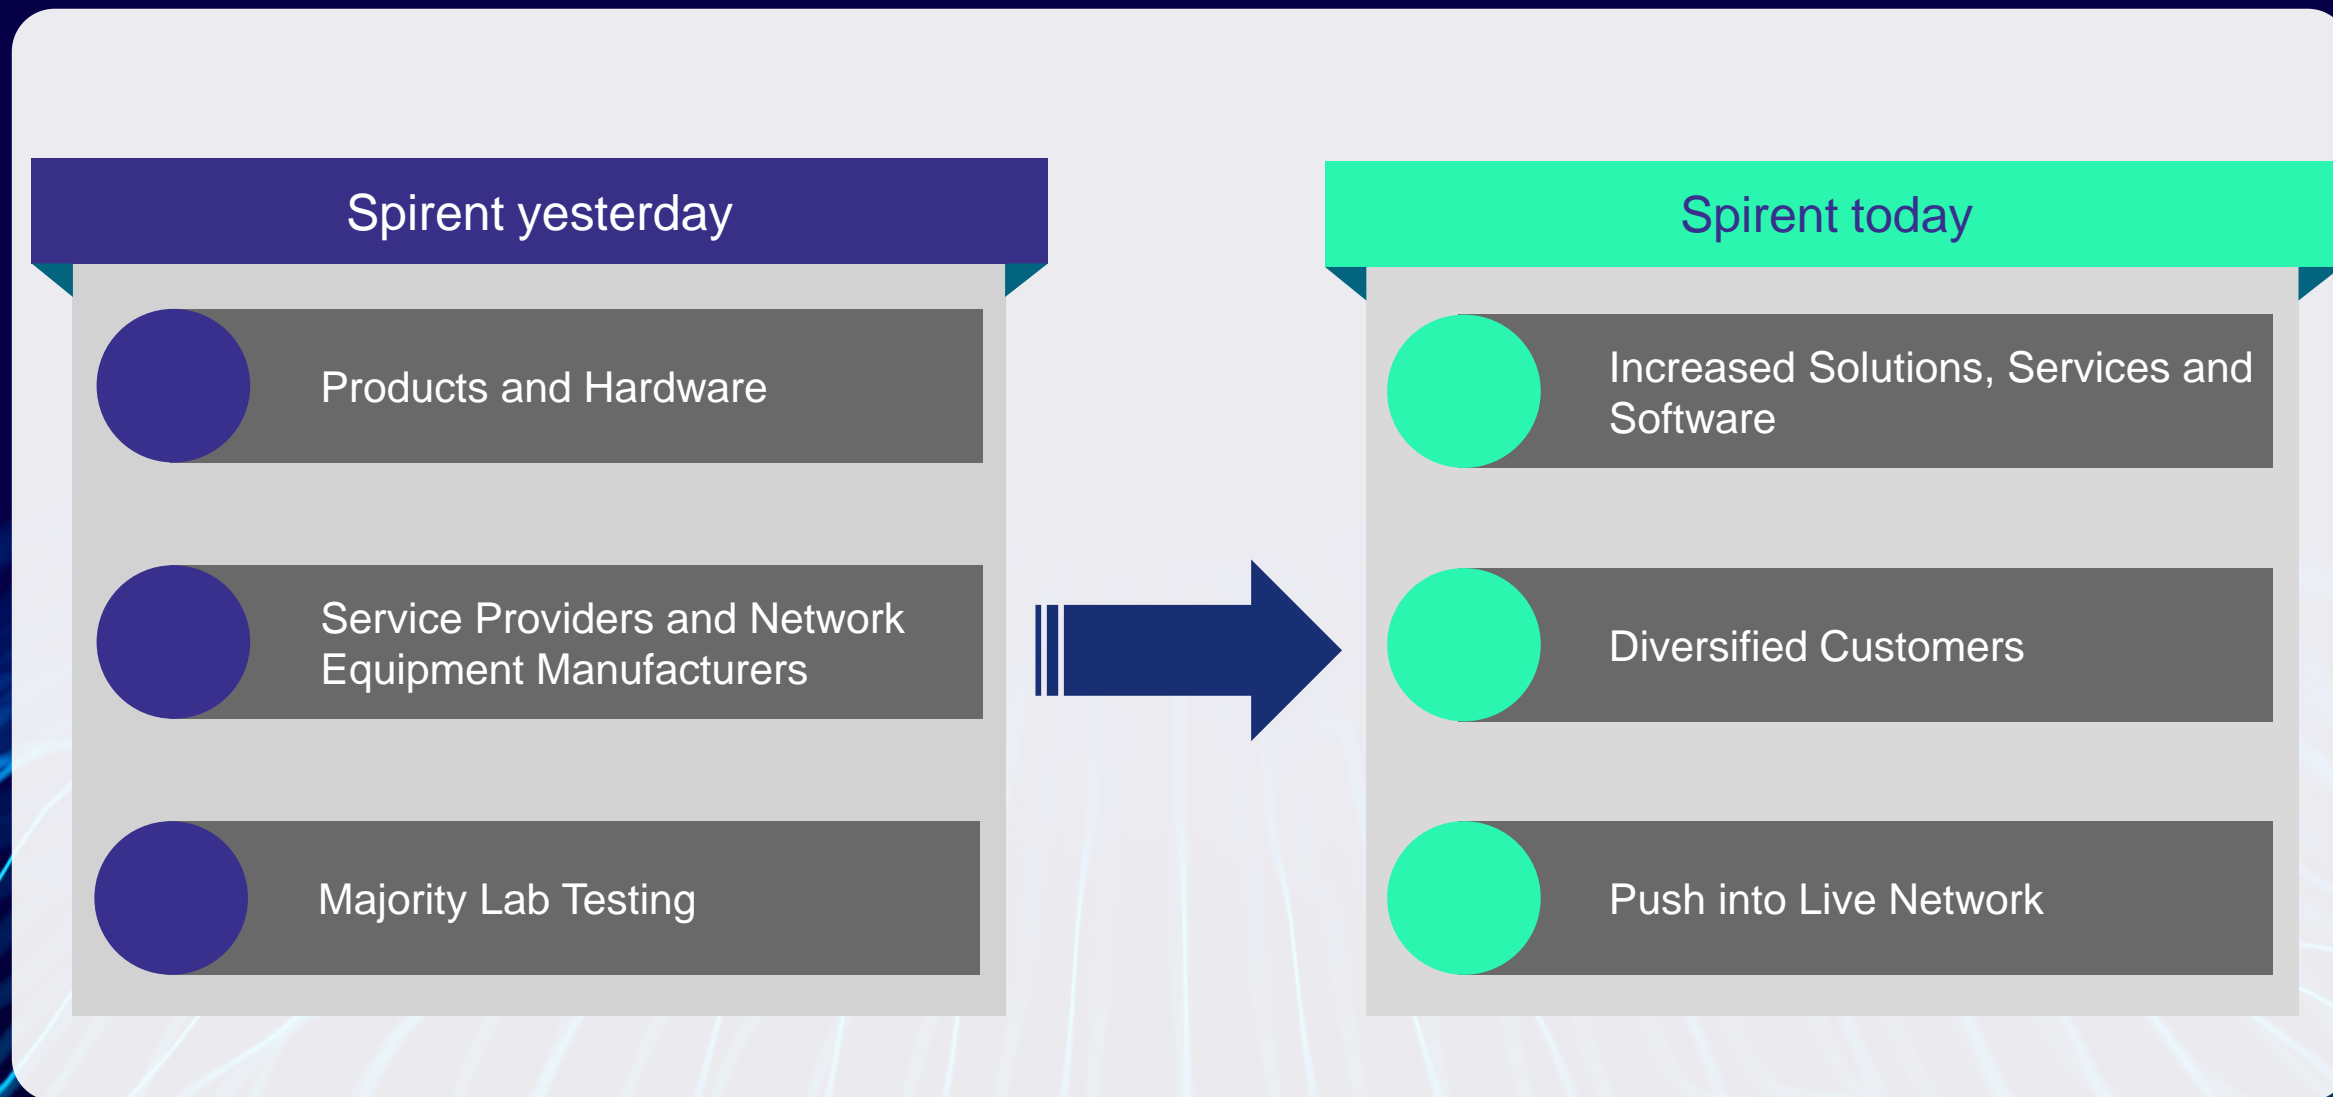 Spirent yesterday
Products and Hardware
Service Providers and Network
Equipment Manufacturers
Majority Lab Testing
Spirent today
Increased Solutions, Services and
Software
Diversified Customers
Push into Live Network